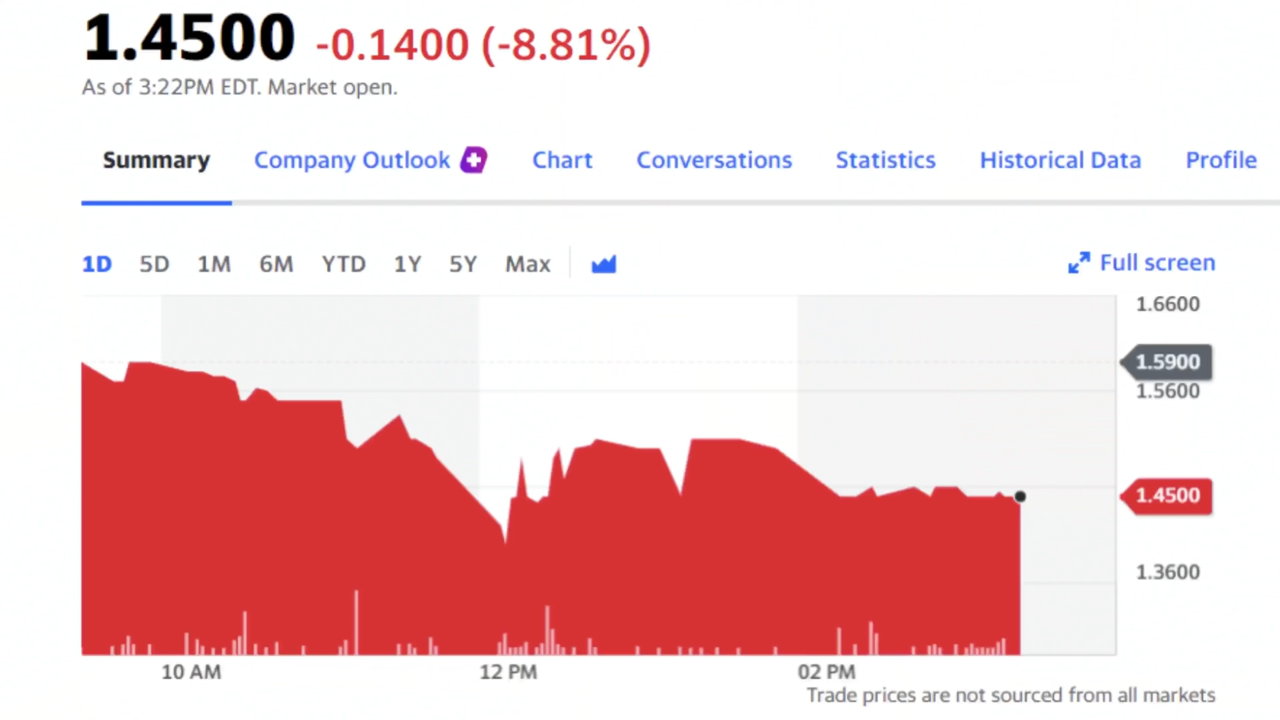 1.4500 -0.1400 (-8.81%)
As of 3:22PM EDT. Market open.
Summary Company Outlook Chart Conversations Statistics Historical Data Profile
1D 5D 1M 6M YTD 1Y 5Y Max Full screen
1.6600
1.5900
1.5600
1.4500
1.3600
10 AM 12 PM 02 PM
Trade prices are not sourced from all markets